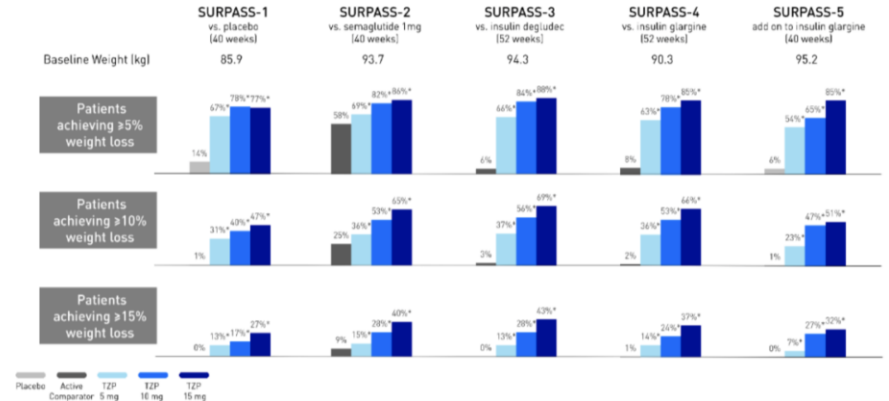 SURPASS-1 SURPASS-2 SURPASS-3 SURPASS-4 SURPASS-5
vs. placebo vs. semaglutide 1mg vs. insulin degludec vs. insulin glargine add on to insulin glargine
(40 weeks) (40 weeks) (52 weeks) (52 weeks) (40 weeks)
Baseline Weight (kg) 85.9 93.7 94.3 90.3 95.2
Patients
achieving ≥5%
weight loss
14% 67%* 78%* 77%* 58% 69%* 82%* 86%* 6% 66%* 84%* 88%* 8% 63%* 78%* 85%* 6% 54%* 65%* 85%*
Patients
achieving ≥10%
weight loss
1% 31%* 40%* 47%* 25% 36%* 53%* 65%* 3% 37%* 56%* 69%* 2% 36%* 53%* 66%* 1% 23%* 47%* 51%*
Patients
achieving ≥15%
weight loss
0% 13%* 17%* 27%* 9% 15%* 28%* 40%* 0% 13%* 28%* 43%* 1% 14%* 24%* 37%* 0% 7%* 27%* 32%*
Placebo Active TZP TZP TZP
Comparator 5 mg 10 mg 15 mg